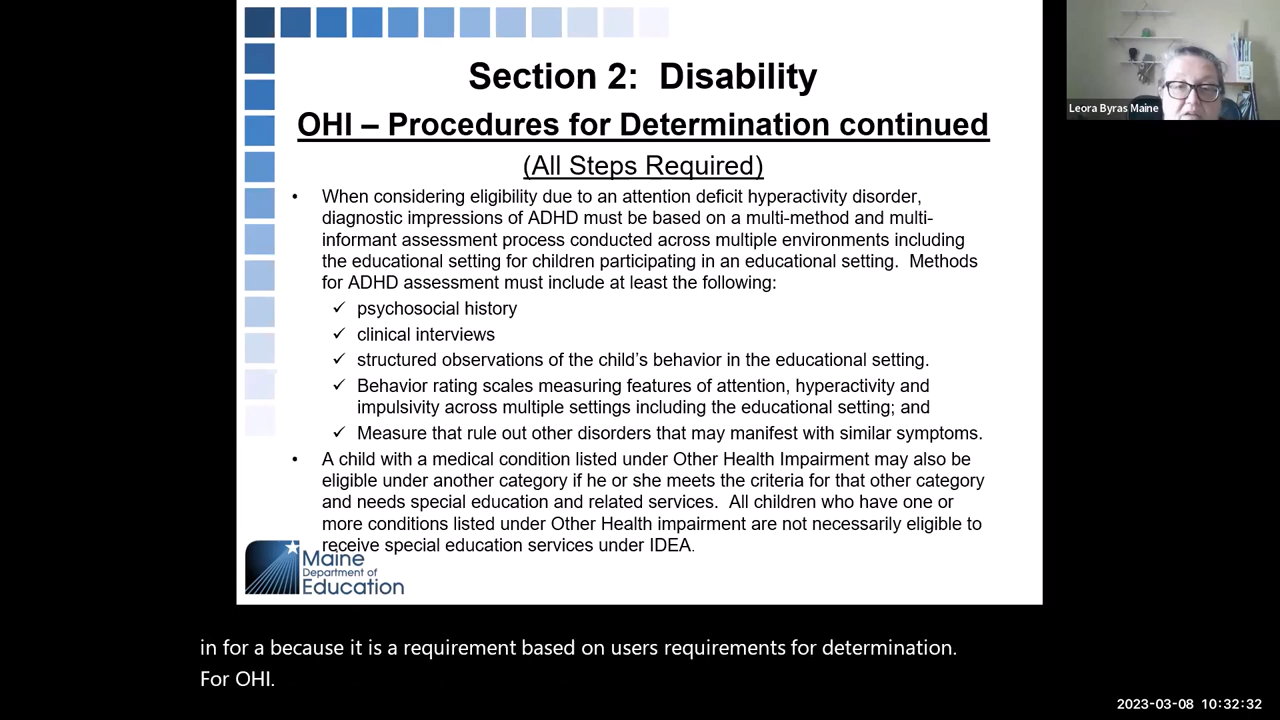 Section 2:  Disability
OHI – Procedures for Determination continued
(All Steps Required)
• When considering eligibility due to an attention deficit hyperactivity disorder,
diagnostic impressions of ADHD must be based on a multi-method and multi-
informant assessment process conducted across multiple environments including
the educational setting for children participating in an educational setting.  Methods
for ADHD assessment must include at least the following:
✓ psychosocial history
✓ clinical interviews
✓ structured observations of the child's behavior in the educational setting.
✓ Behavior rating scales measuring features of attention, hyperactivity and
impulsivity across multiple settings including the educational setting; and
✓ Measure that rule out other disorders that may manifest with similar symptoms.
• A child with a medical condition listed under Other Health Impairment may also be
eligible under another category if he or she meets the criteria for that other category
and needs special education and related services.  All children who have one or
more conditions listed under Other Health impairment are not necessarily eligible to
receive special education services under IDEA.
Maine
Department of
Education
Leora Byras Maine
in for a because it is a requirement based on users requirements for determination.
For OHI.
2023-03-08 10:32:32